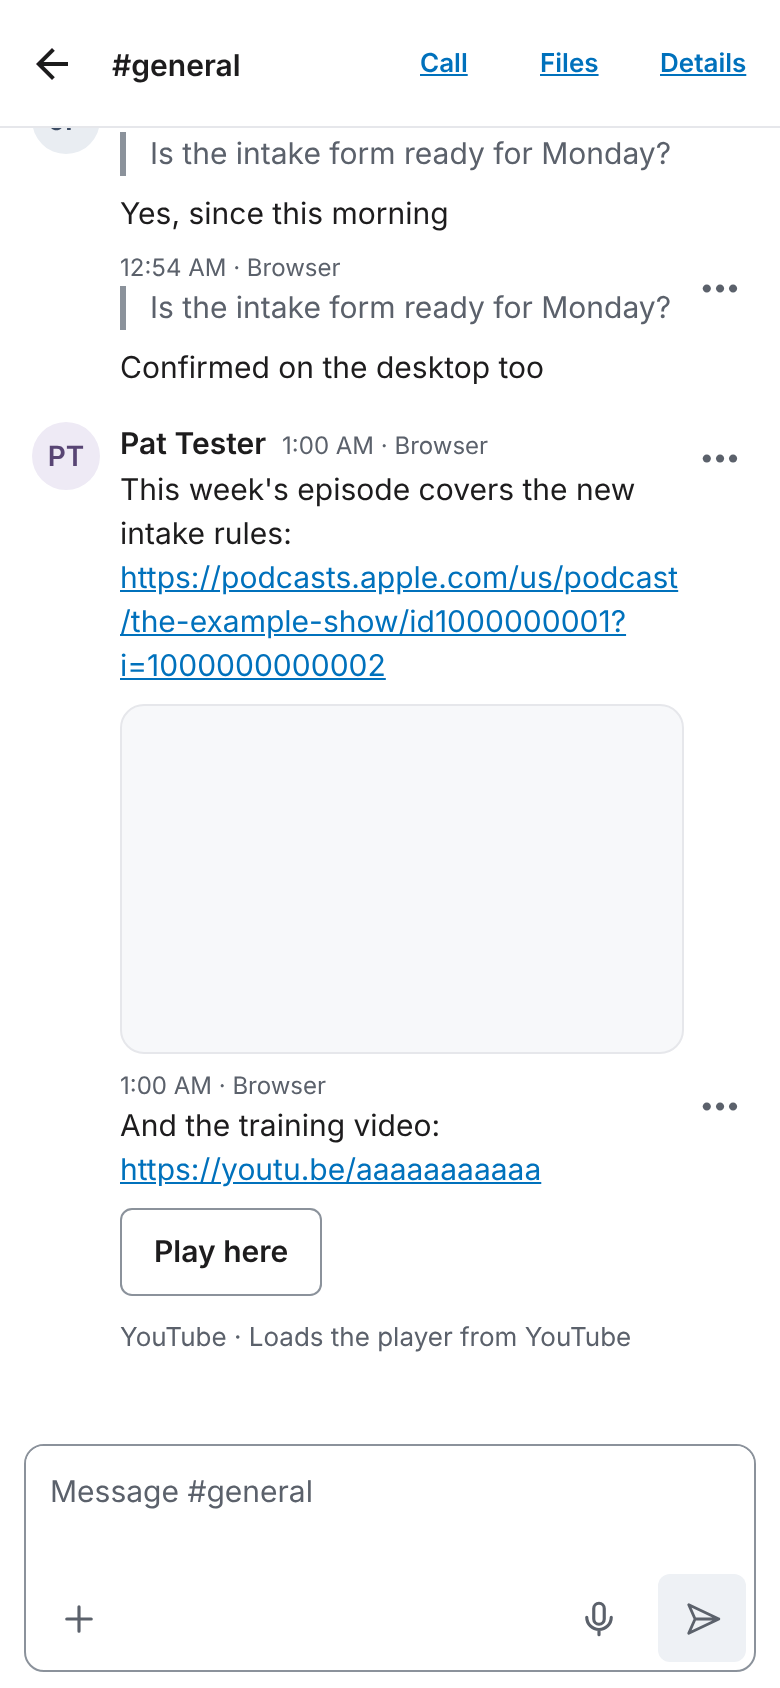 #general Call Files Details
Is the intake form ready for Monday?
Yes, since this morning
12:54 AM · Browser
Is the intake form ready for Monday?
Confirmed on the desktop too
PT Pat Tester 1:00 AM · Browser
This week's episode covers the new
intake rules:
https://podcasts.apple.com/us/podcast
/the-example-show/id1000000001?
i=1000000000002
1:00 AM · Browser
And the training video:
https://youtu.be/aaaaaaaaaaa
Play here
YouTube · Loads the player from YouTube
Message #general